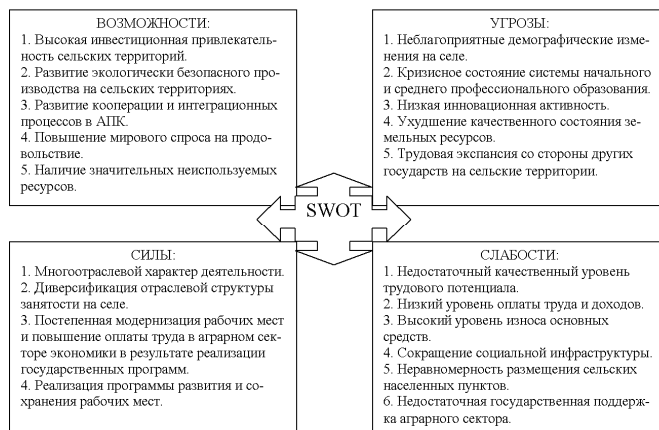 ВОЗМОЖНОСТИ:
1. Высокая инвестиционная привлекатель-
ность сельских территорий.
2. Развитие экологически безопасного про-
изводства на сельских территориях.
3. Развитие кооперации и интеграционных
процессов в АПК.
4. Повышение мирового спроса на продо-
вольствие.
5. Наличие значительных неиспользуемых
ресурсов.
УГРОЗЫ:
1. Неблагоприятные демографические изме-
нения на селе.
2. Кризисное состояние системы начального
и среднего профессионального образования.
3. Низкая инновационная активность.
4. Ухудшение качественного состояния зе-
мельных ресурсов.
5. Трудовая экспансия со стороны других
государств на сельские территории.
SWOT
СИЛЫ:
1. Многоотраслевой характер деятельности.
2. Диверсификация отраслевой структуры
занятости на селе.
3. Постепенная модернизация рабочих мест
и повышение оплаты труда в аграрном сек-
торе экономики в результате реализации
государственных программ.
4. Реализация программы развития и со-
хранения рабочих мест.
СЛАБОСТИ:
1. Недостаточный качественный уровень
трудового потенциала.
2. Низкий уровень оплаты труда и доходов.
3. Высокий уровень износа основных
средств.
4. Сокращение социальной инфраструктуры.
5. Неравномерность размещения сельских
населенных пунктов.
6. Недостаточная государственная поддерж-
ка аграрного сектора.